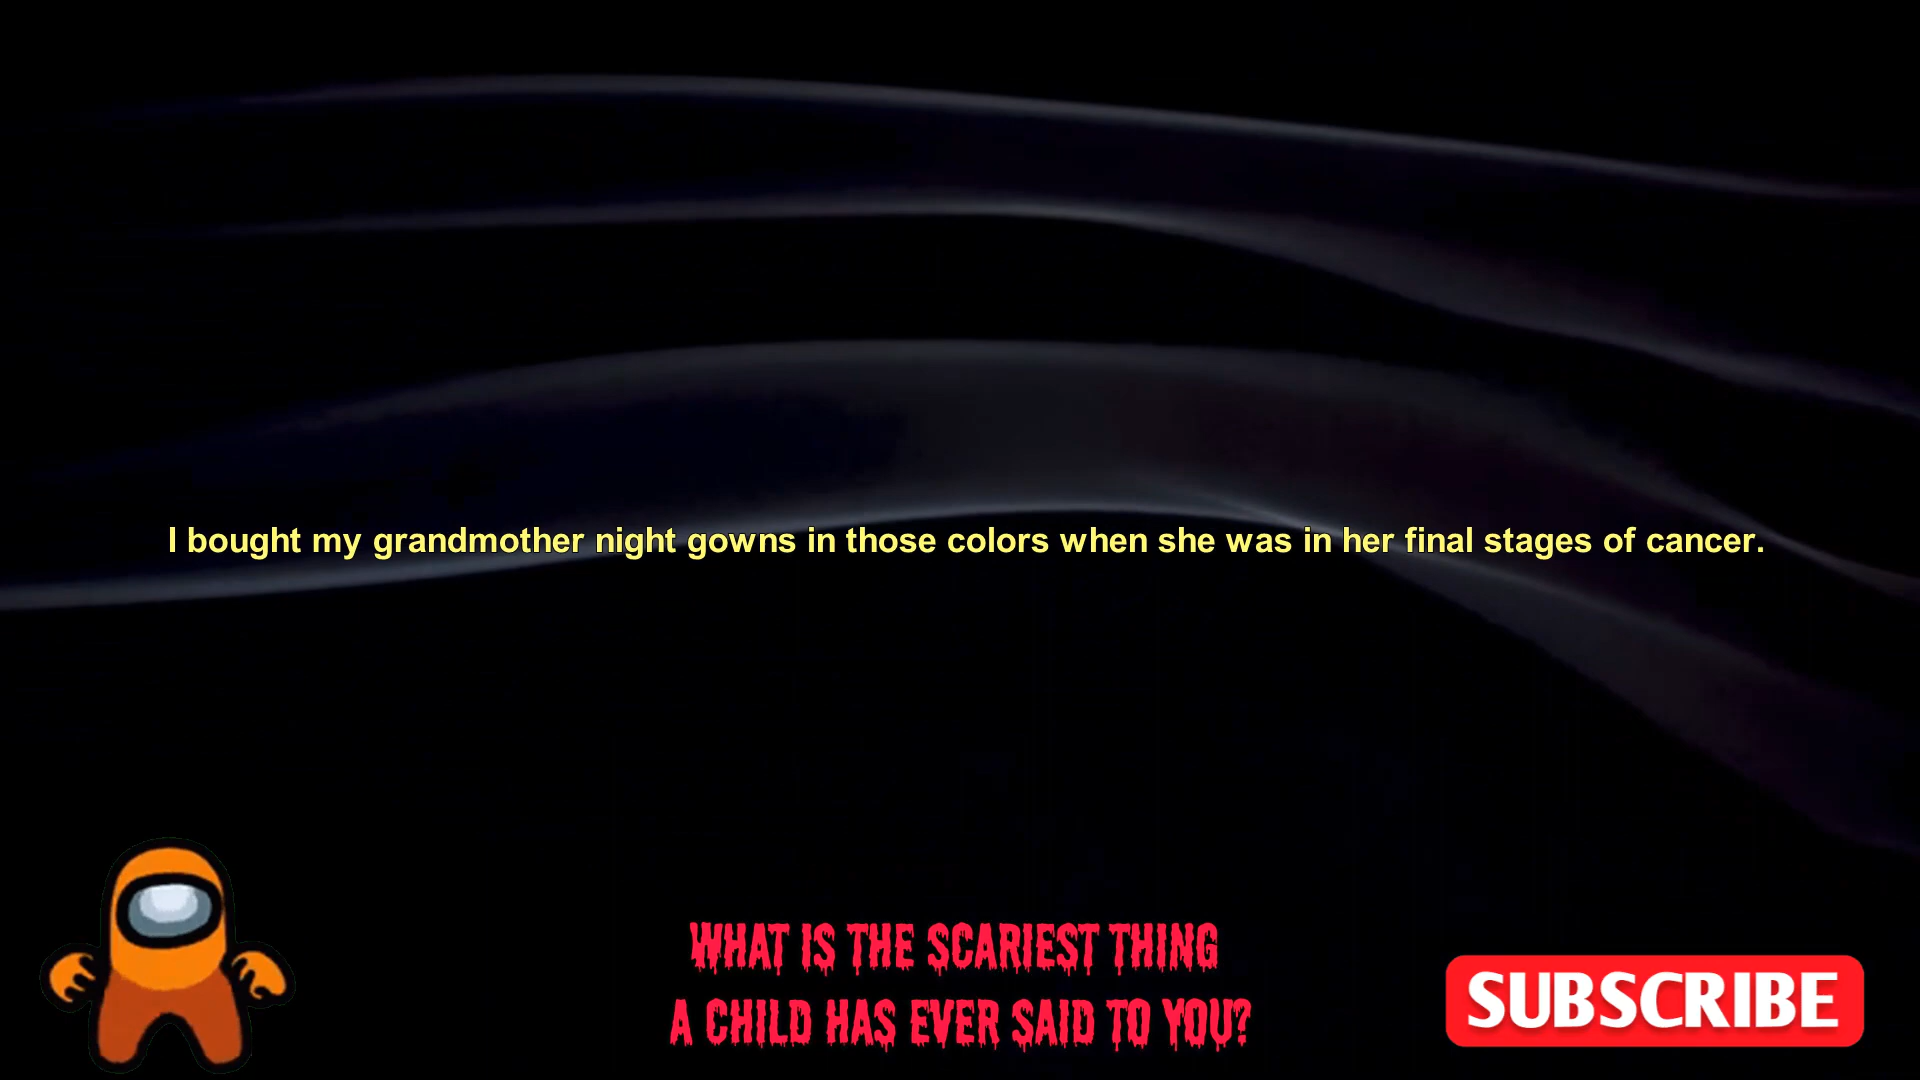 I bought my grandmother night gowns in those colors when she was in her final stages of cancer.
WHAT IS THE SCARIEST THING
A CHILD HAS EVER SAID TO YOU?
SUBSCRIBE